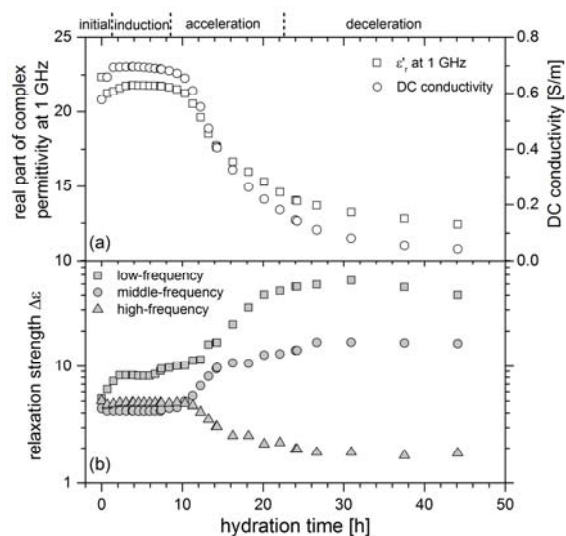 initial induction acceleration deceleration
real part of complex
permittivity at 1 GHz
25
20
15
10
ε'r at 1 GHz
DC conductivity
0.8
0.6
0.4
0.2
0.0
DC conductivity [S/m]
(a)
relaxation strength Δε
10
1
low-frequency
middle-frequency
high-frequency
(b)
0 10 20 30 40 50
hydration time [h]